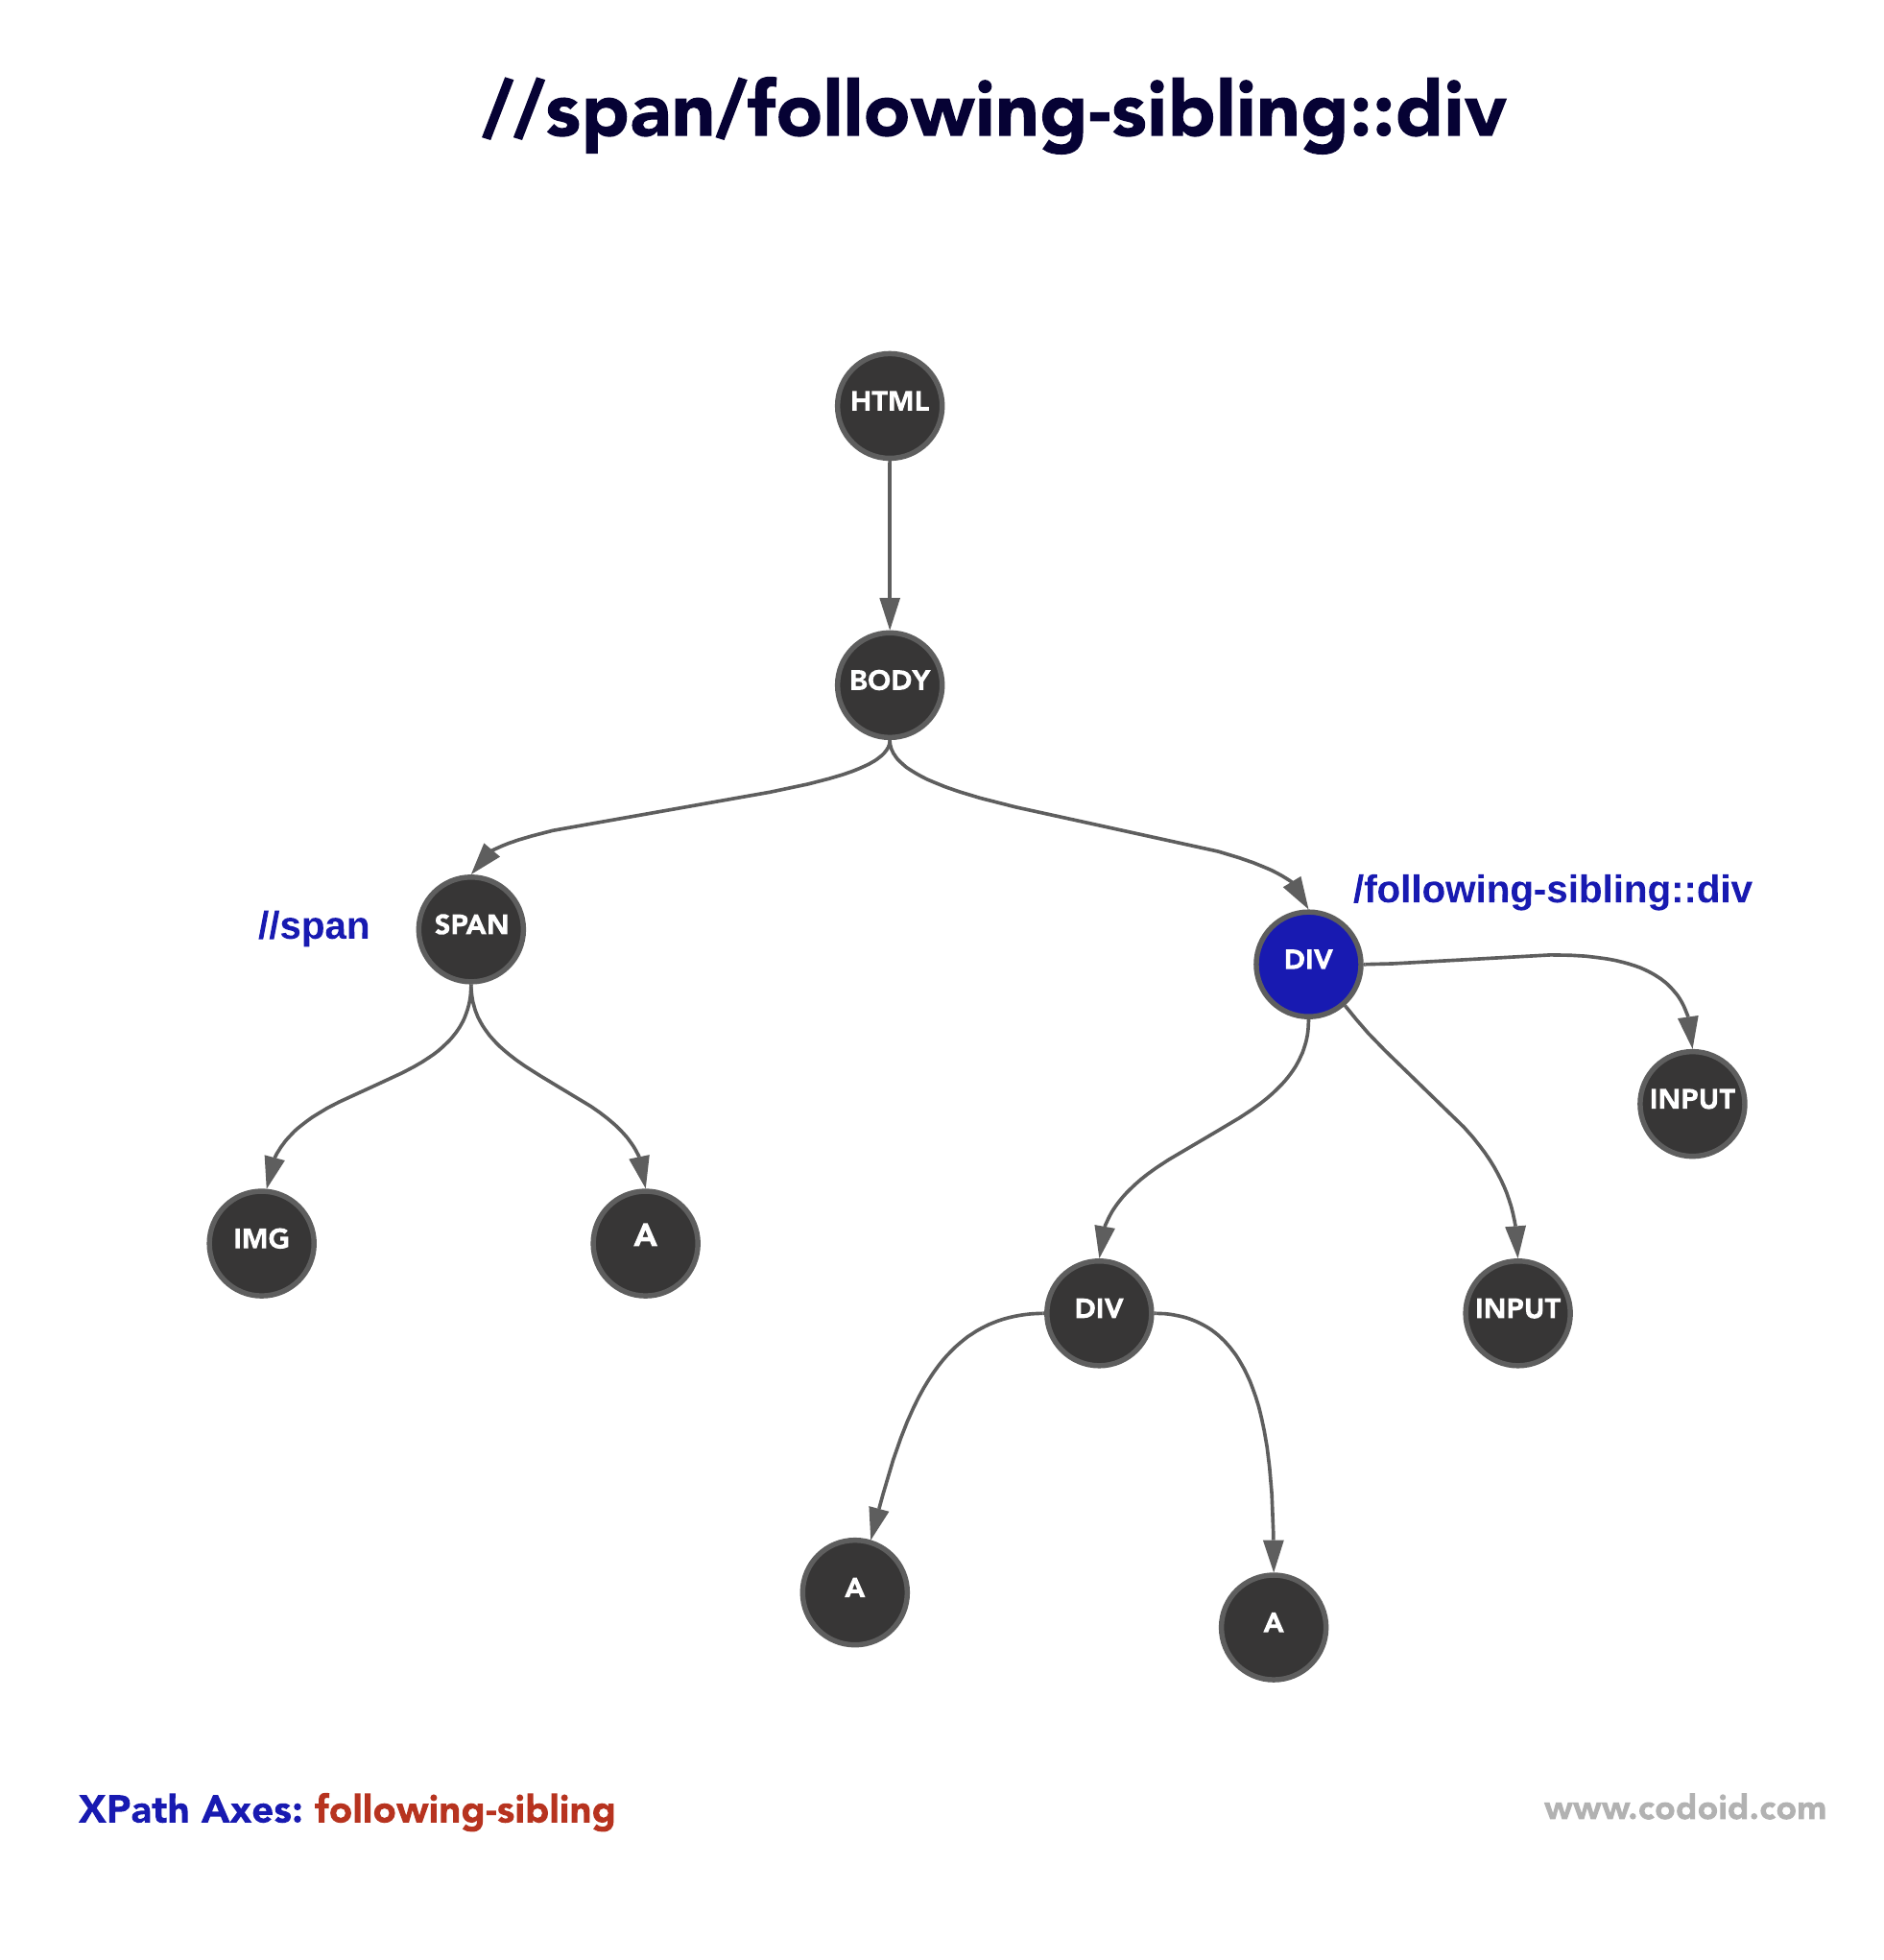 //span/following-sibling::div
HTML
BODY
/following-sibling::div
//span
SPAN
DIV
INPUT
IMG
A
DIV
INPUT
A
A
XPath Axes: following-sibling
www.codoid.com